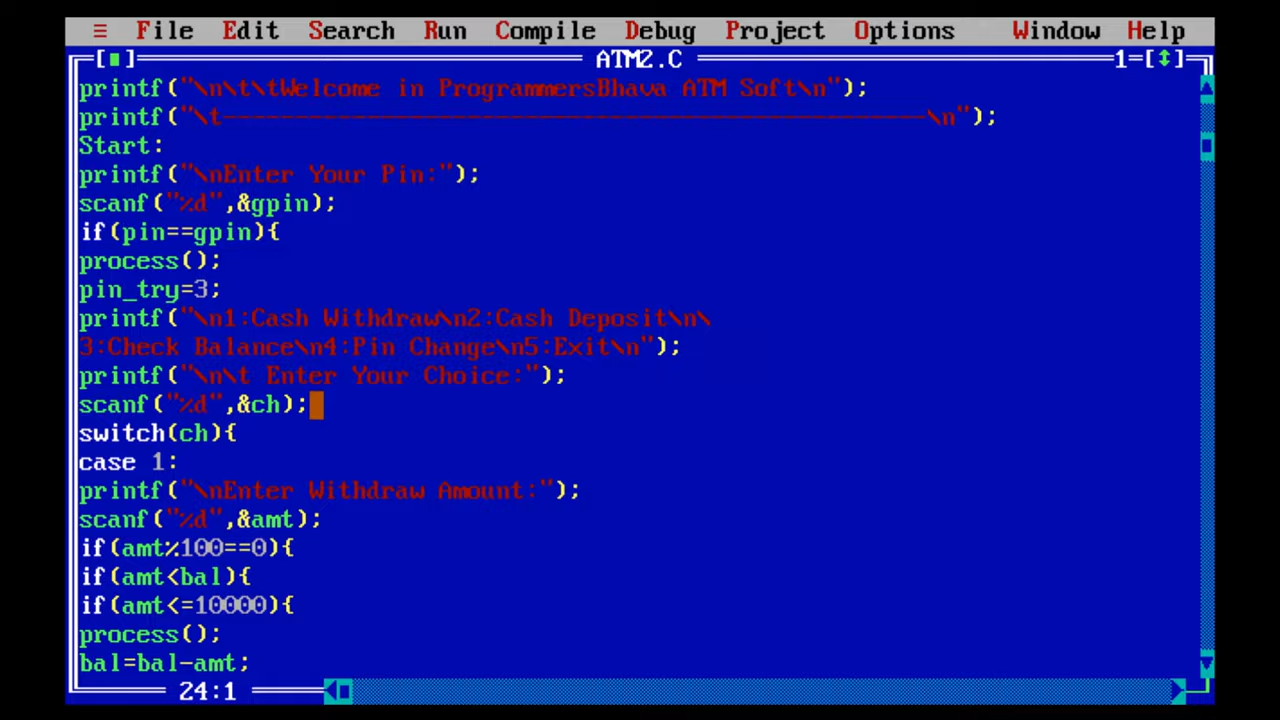 ≡ File Edit Search Run Compile Debug Project Options Window Help
[■] ATM2.C 1=[↕]
printf("\n\t\tWelcome in ProgrammersBhava ATM Soft\n");
printf("\t-------------------------------------------------\n");
Start:
printf("\nEnter Your Pin:");
scanf("%d",&gpin);
if(pin==gpin){
process();
pin_try=3;
printf("\n1:Cash Withdraw\n2:Cash Deposit\n\
3:Check Balance\n4:Pin Change\n5:Exit\n");
printf("\n\t Enter Your Choice:");
scanf("%d",&ch);
switch(ch){
case 1:
printf("\nEnter Withdraw Amount:");
scanf("%d",&amt);
if(amt%100==0){
if(amt<bal){
if(amt<=10000){
process();
bal=bal-amt;
24:1